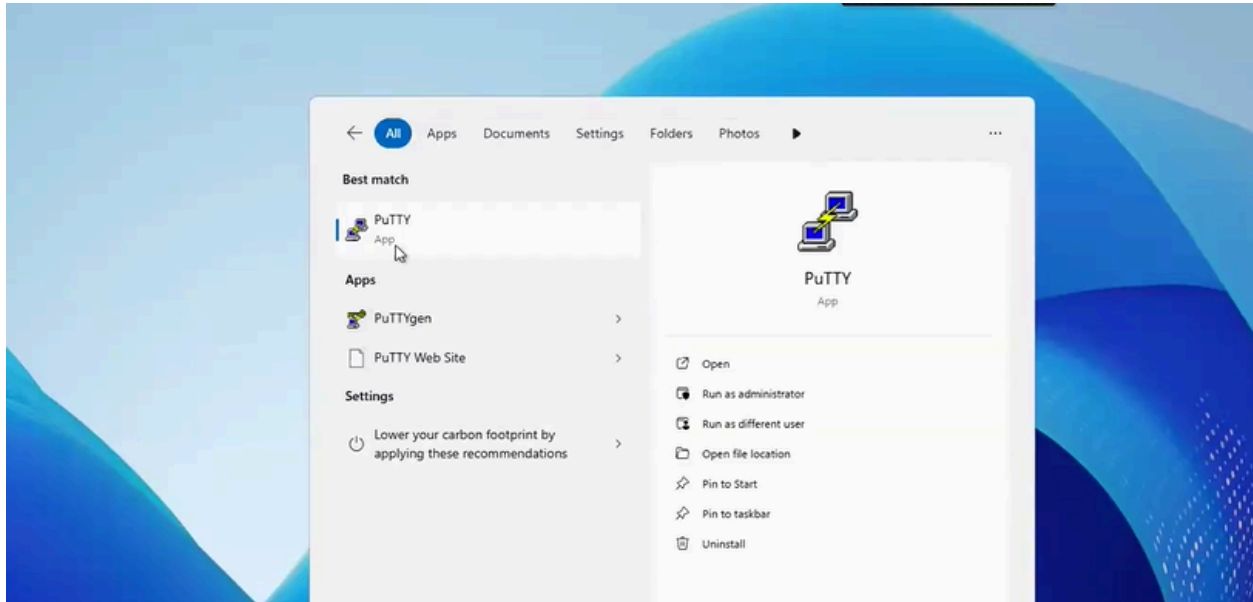 All Apps Documents Settings Folders Photos
Best match
PuTTY
App
Apps
PuTTYgen
PuTTY Web Site
Settings
Lower your carbon footprint by
applying these recommendations
PuTTY
App
Open
Run as administrator
Run as different user
Open file location
Pin to Start
Pin to taskbar
Uninstall